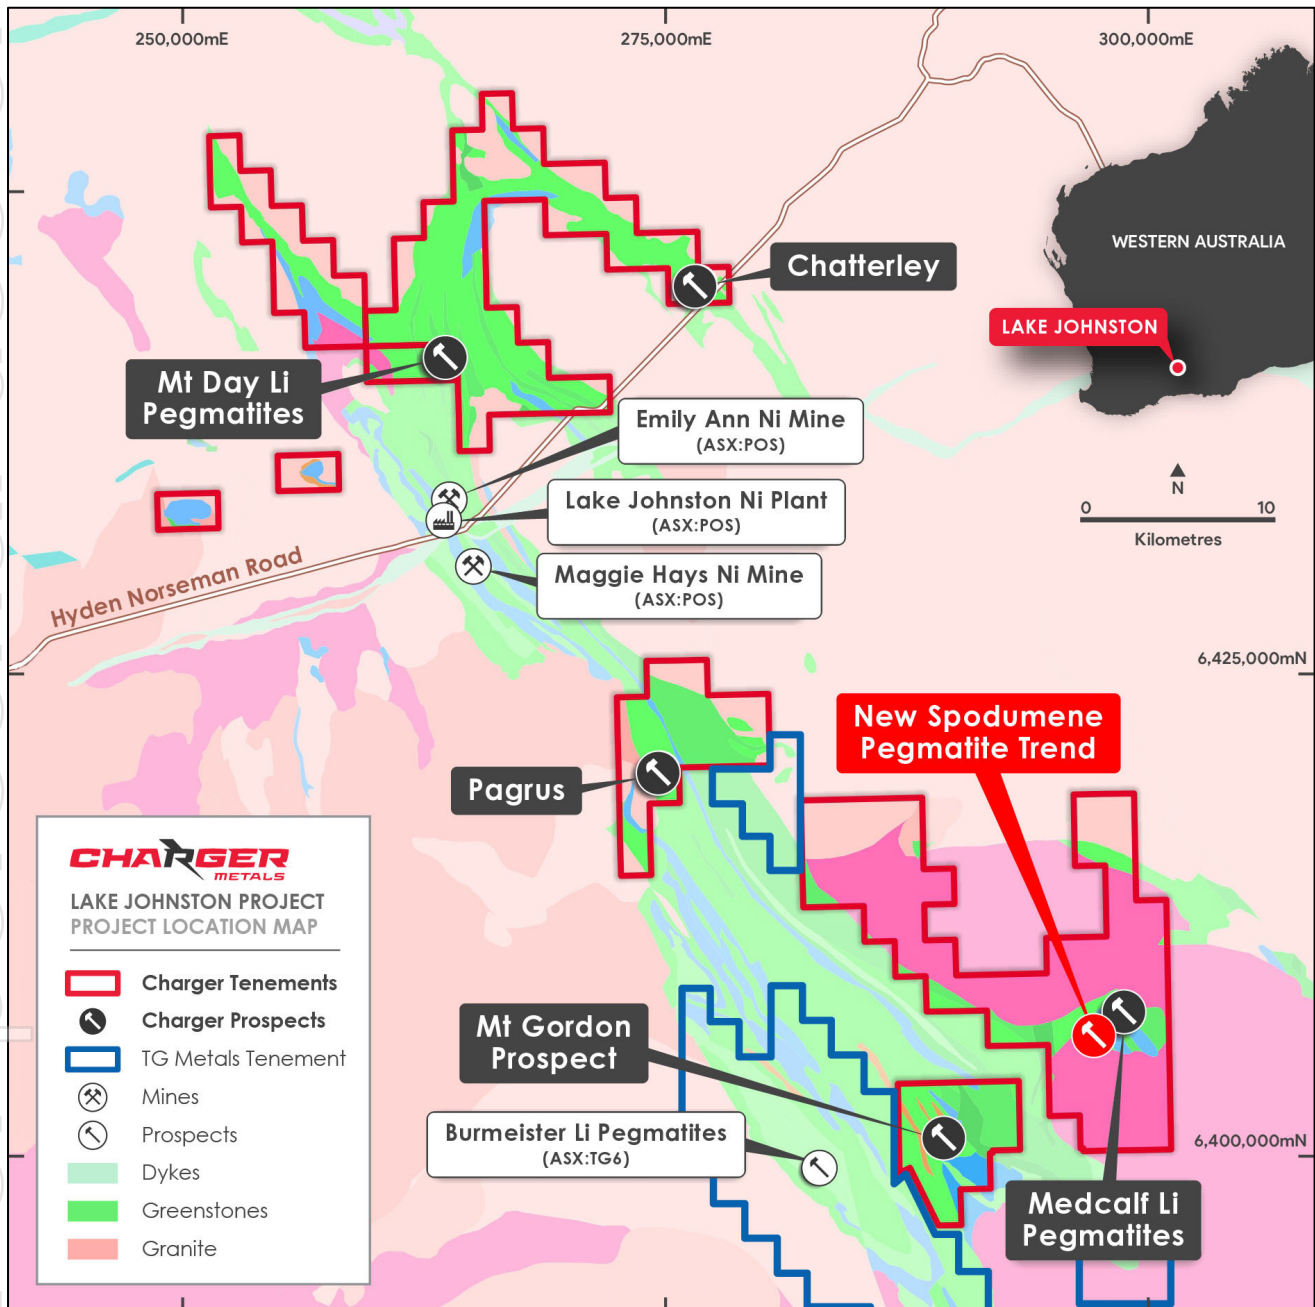 250,000mE
275,000mE
300,000mE
WESTERN AUSTRALIA
Chatterley
LAKE JOHNSTON
Mt Day Li
Pegmatites
Emily Ann Ni Mine
(ASX:POS)
Lake Johnston Ni Plant
(ASX:POS)
N
0 10
Kilometres
Hyden Norseman Road
Maggie Hays Ni Mine
(ASX:POS)
6,425,000mN
New Spodumene
Pegmatite Trend
Pagrus
CHARGER
METALS
LAKE JOHNSTON PROJECT
PROJECT LOCATION MAP
Charger Tenements
Charger Prospects
TG Metals Tenement
Mines
Prospects
Dykes
Greenstones
Granite
Mt Gordon
Prospect
Burmeister Li Pegmatites
(ASX:TG6)
6,400,000mN
Medcalf Li
Pegmatites